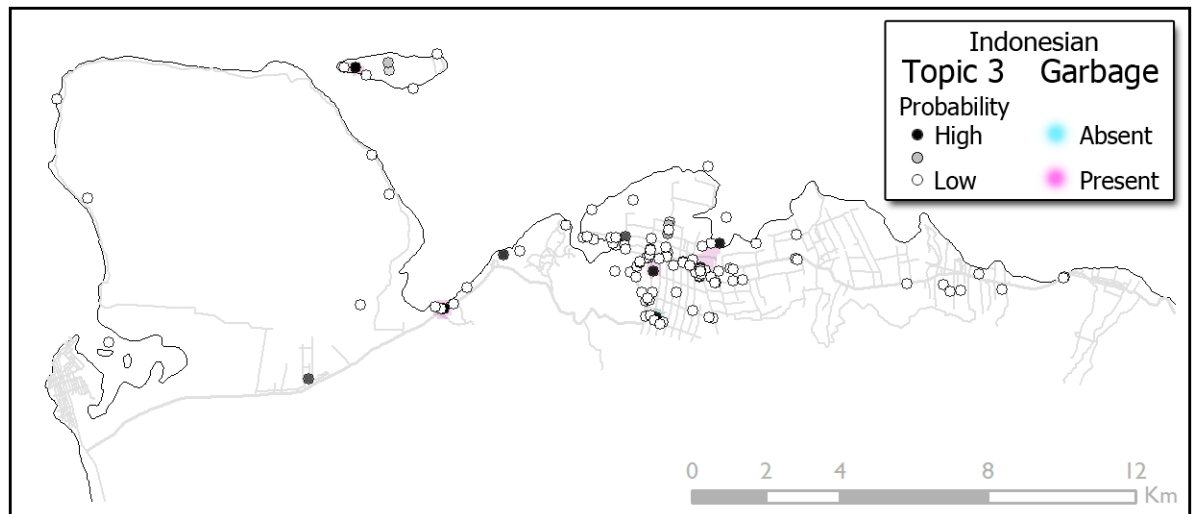 Indonesian
Topic 3 Garbage
Probability
High Absent
Low Present
0 2 4 8 12
Km